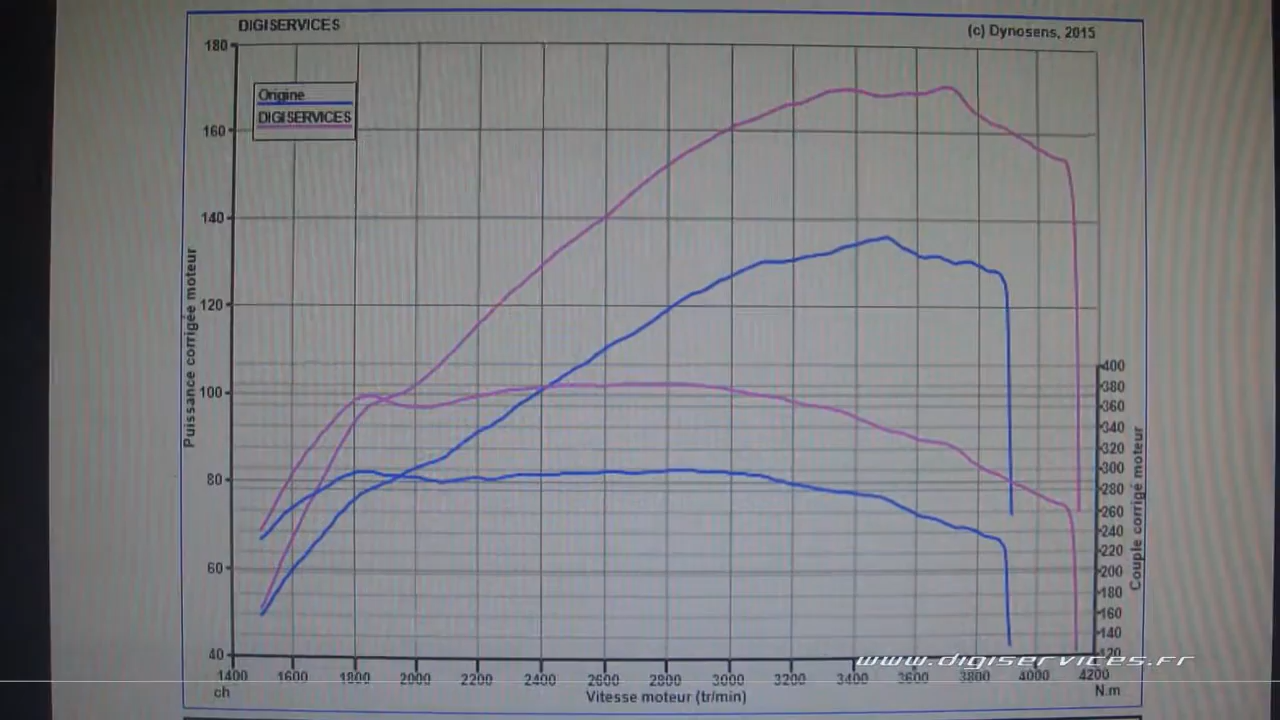 DIGISERVICES
(c) Dynosens, 2015
180
Origine
DIGISERVICES
160
140
120
100
80
60
40
Puissance corrigée moteur
400
380
360
340
320
300
280
260
240
220
200
180
160
140
120
Couple corrigé moteur
www.digiservices.fr
1400 1600 1800 2000 2200 2400 2600 2800 3000 3200 3400 3600 3800 4000 4200
ch Vitesse moteur (tr/min) N.m